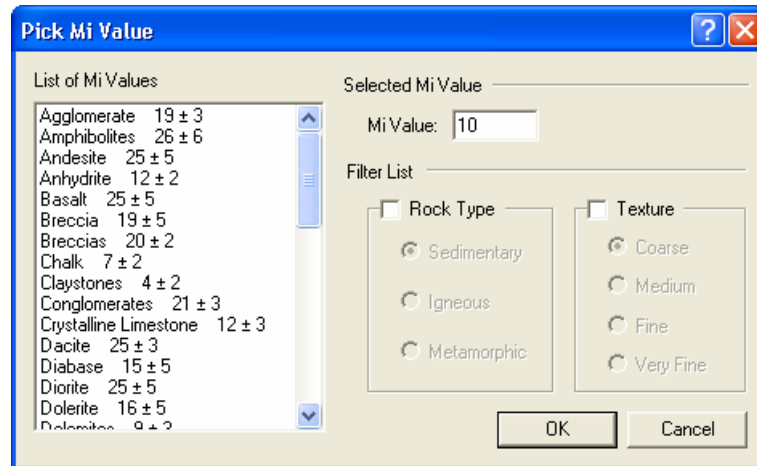 Pick Mi Value
List of Mi Values
Agglomerate 19 ± 3
Amphibolites 26 ± 6
Andesite 25 ± 5
Anhydrite 12 ± 2
Basalt 25 ± 5
Breccia 19 ± 5
Breccias 20 ± 2
Chalk 7 ± 2
Claystones 4 ± 2
Conglomerates 21 ± 3
Crystalline Limestone 12 ± 3
Dacite 25 ± 3
Diabase 15 ± 5
Diorite 25 ± 5
Dolerite 16 ± 5
Dolomites 9 ± 3
Selected Mi Value
Mi Value: 10
Filter List
Rock Type
Sedimentary
Igneous
Metamorphic
Texture
Coarse
Medium
Fine
Very Fine
OK Cancel